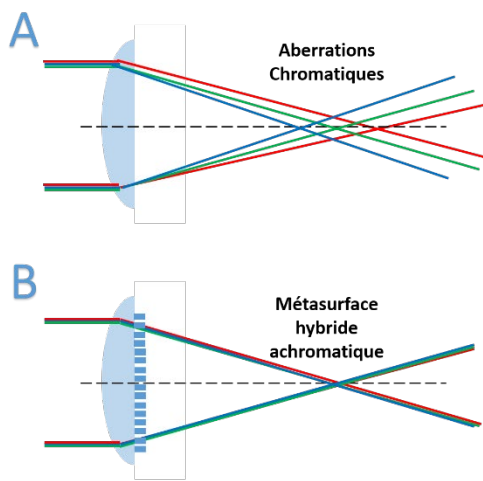 A
Aberrations
Chromatiques
B
Métasurface
hybride
achromatique